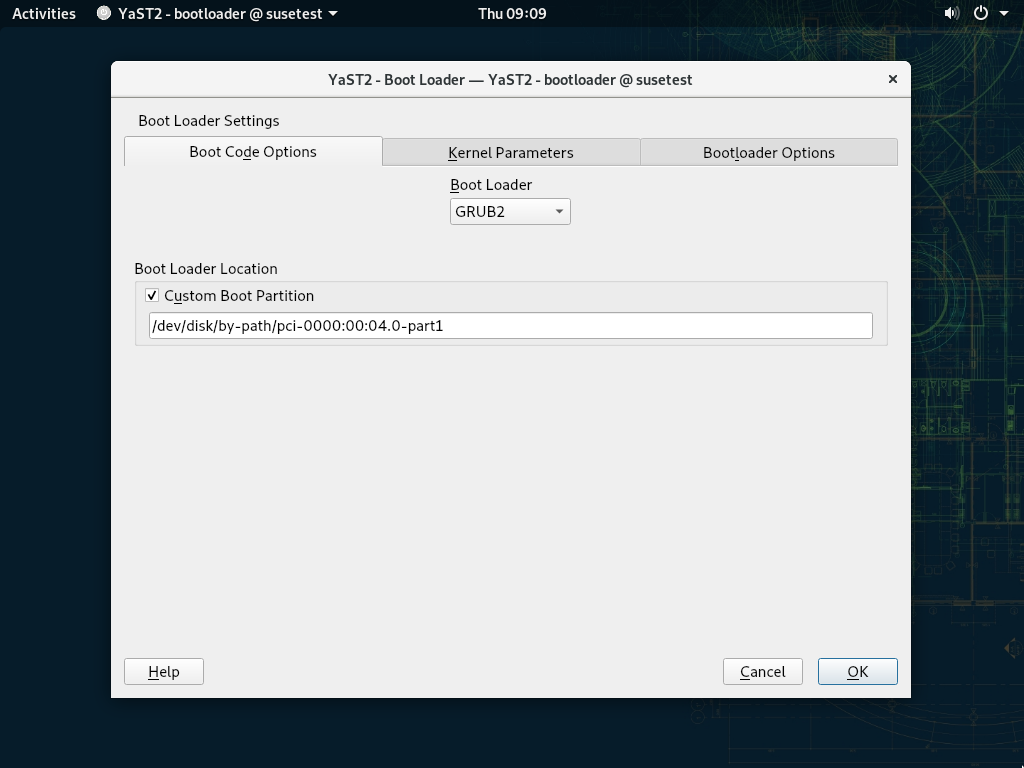 Activities YaST2 - bootloader @ susetest Thu 09:09
YaST2 - Boot Loader — YaST2 - bootloader @ susetest
Boot Loader Settings
Boot Code Options Kernel Parameters Bootloader Options
Boot Loader
GRUB2
Boot Loader Location
Custom Boot Partition
/dev/disk/by-path/pci-0000:00:04.0-part1
Help Cancel OK